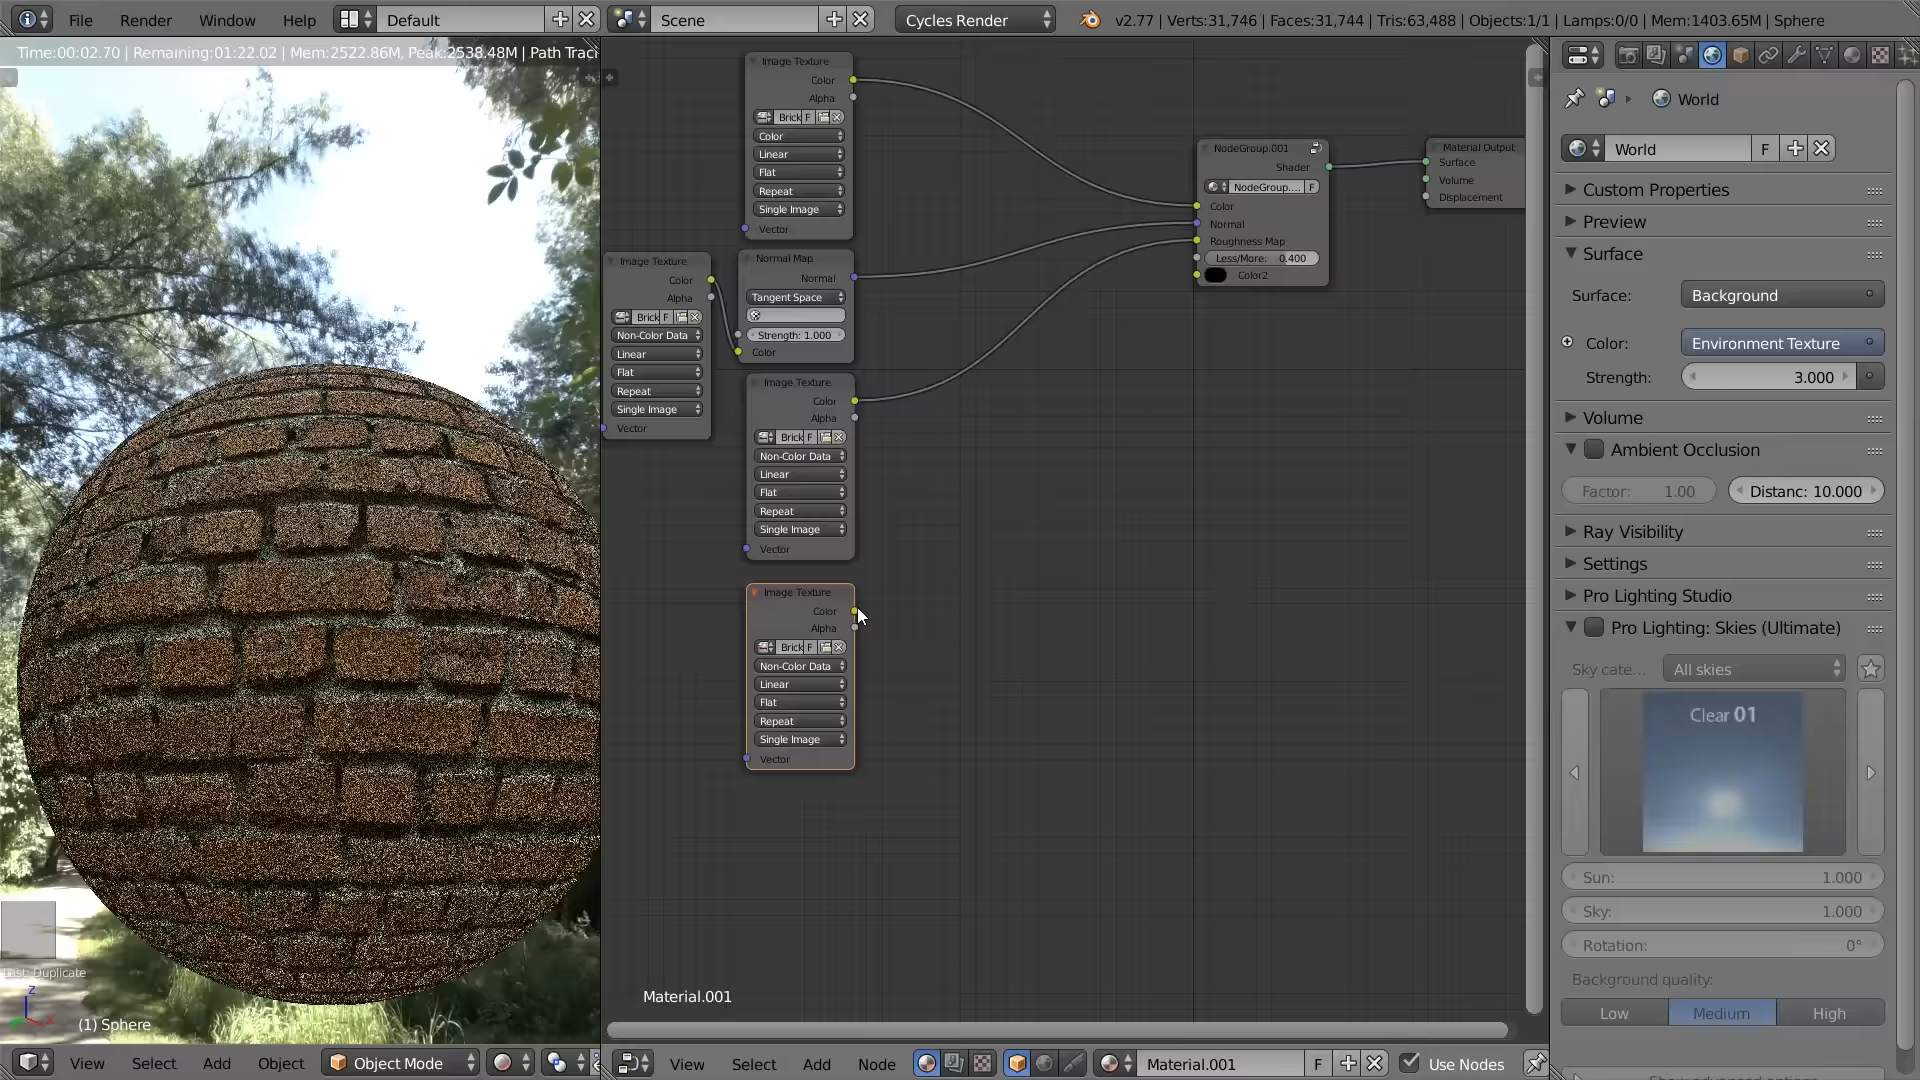 File Render Window Help Default Scene Cycles Render v2.77 | Verts:31,746 | Faces:31,744 | Tris:63,488 | Objects:1/1 | Lamps:0/0 | Mem:1403.65M | Sphere
Time:00:02.70 | Remaining:01:22.02 | Mem:2522.86M, Peak:2538.48M | Path Traci
(1) Sphere
View Select Add Object Object Mode
Image Texture
Color
Alpha
Brick F
Color
Linear
Flat
Repeat
Single Image
Vector
Image Texture
Color
Alpha
Brick F
Non-Color Data
Linear
Flat
Repeat
Single Image
Vector
Normal Map
Normal
Tangent Space
Strength: 1.000
Color
Image Texture
Color
Alpha
Brick F
Non-Color Data
Linear
Flat
Repeat
Single Image
Vector
Image Texture
Color
Alpha
Brick F
Non-Color Data
Linear
Flat
Repeat
Single Image
Vector
NodeGroup.001
Shader
NodeGroup.... F
Color
Normal
Roughness Map
Less/More: 0.400
Color2
Material Output
Surface
Volume
Displacement
Material.001
View Select Add Node Material.001 F Use Nodes
World
World F
Custom Properties
Preview
Surface
Surface: Background
Color: Environment Texture
Strength: 3.000
Volume
Ambient Occlusion
Factor: 1.00 Distanc: 10.000
Ray Visibility
Settings
Pro Lighting Studio
Pro Lighting: Skies (Ultimate)
Sky cate... All skies
Clear 01
Sun: 1.000
Sky: 1.000
Rotation: 0°
Background quality:
Low Medium High